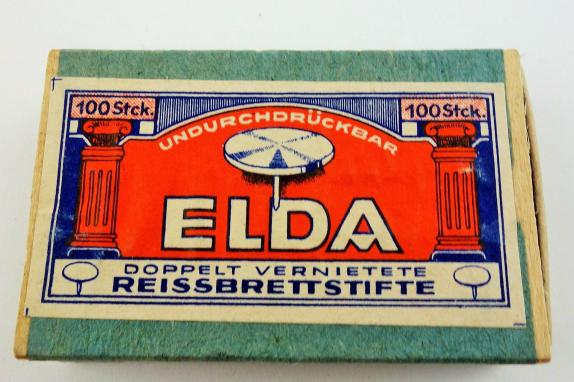 100 Stck.
100 Stck.
UNDURCHDRÜCKBAR
ELDA
DOPPELT VERNIETETE
REISSBRETTSTIFTE